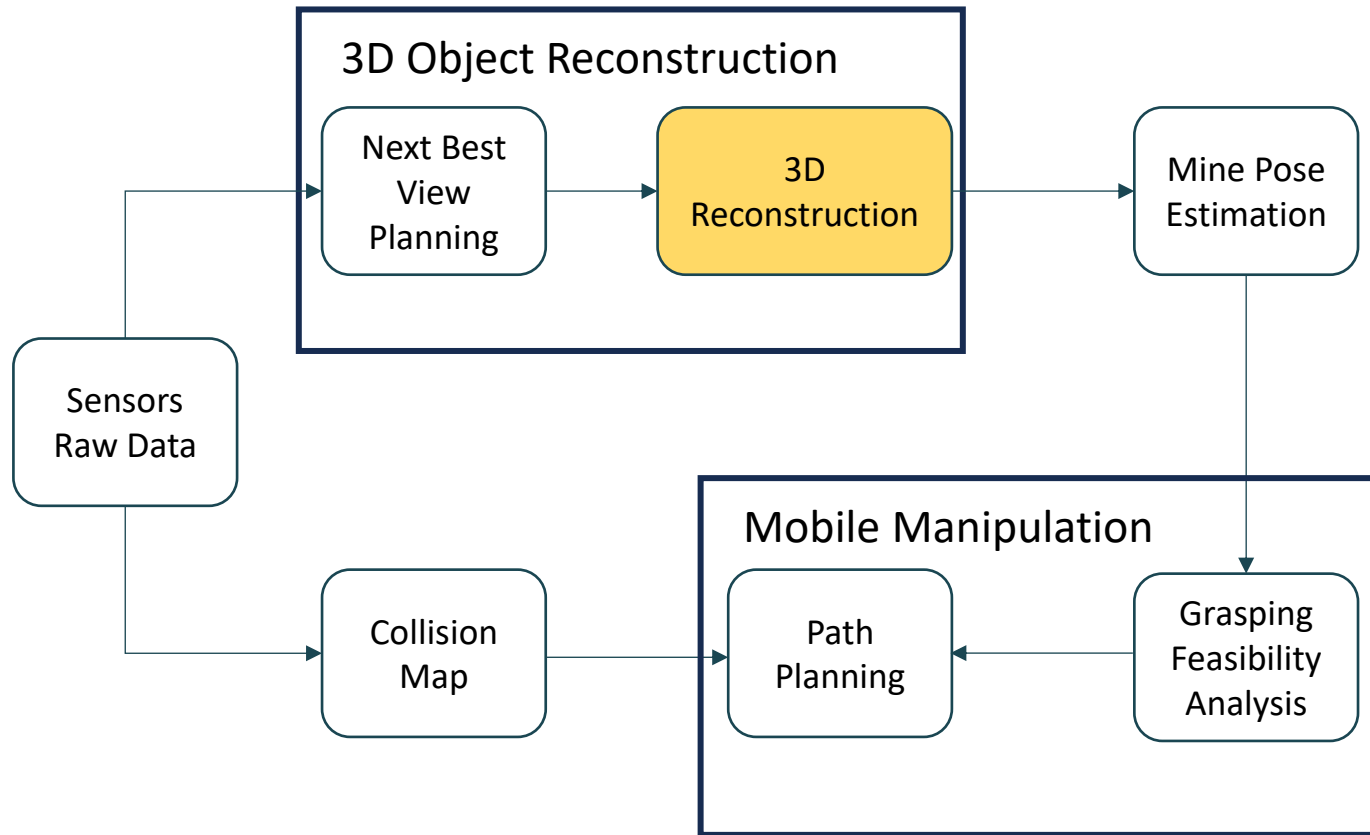 3D Object Reconstruction
Next Best
View
Planning
3D
Reconstruction
Mine Pose
Estimation
Sensors
Raw Data
Mobile Manipulation
Collision
Map
Path
Planning
Grasping
Feasibility
Analysis